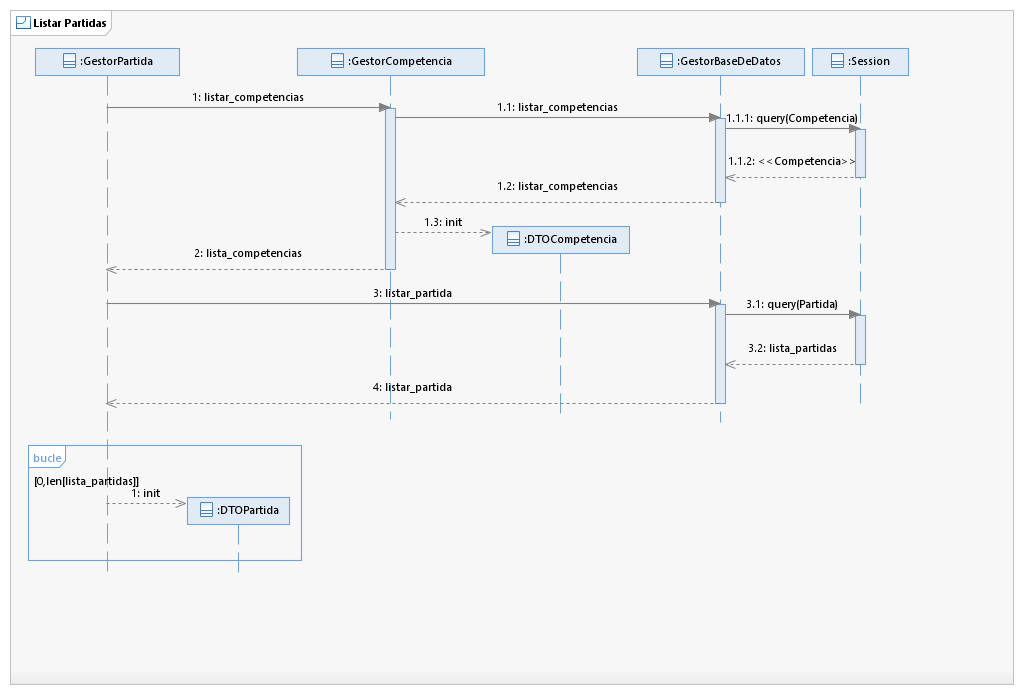 Listar Partidas
:GestorPartida
:GestorCompetencia
:GestorBaseDeDatos
:Session
1: listar_competencias
1.1: listar_competencias
1.1.1: query(Competencia)
1.1.2: <<Competencia>>
1.2: listar_competencias
1.3: init
:DTOCompetencia
2: lista_competencias
3: listar_partida
3.1: query(Partida)
3.2: lista_partidas
4: listar_partida
bucle
[0,len[lista_partidas]]
1: init
:DTOPartida